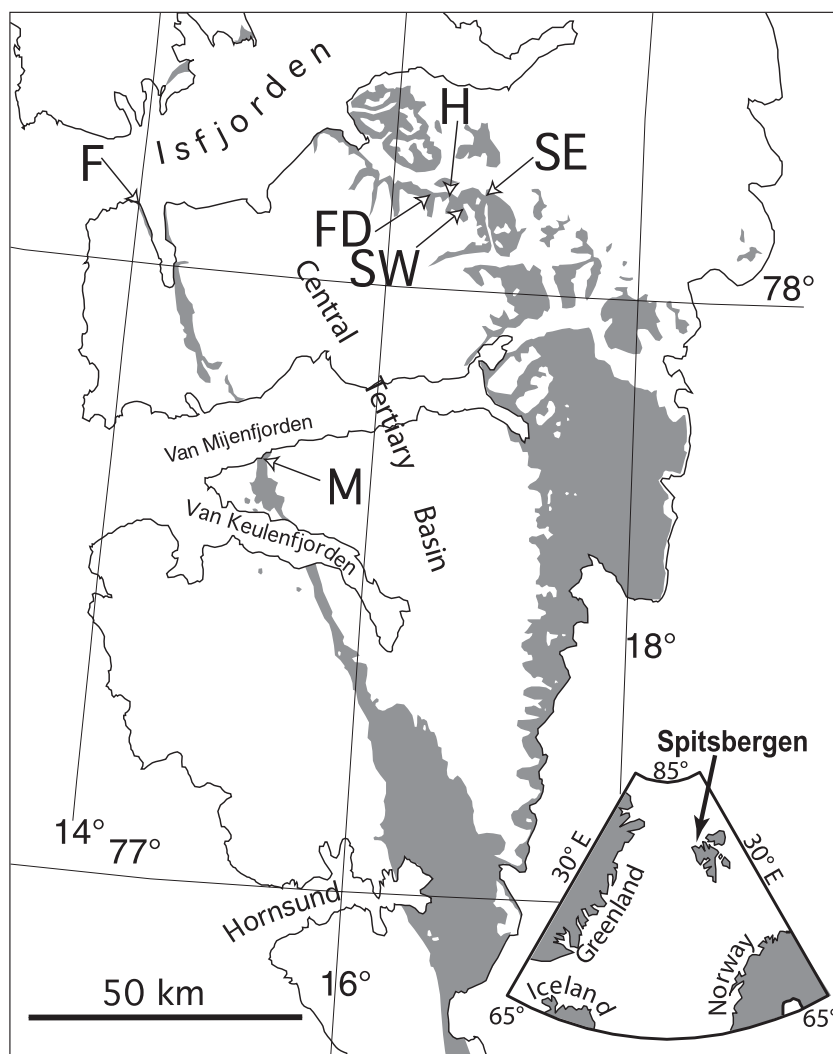 Isfjorden
H
F
SE
FD
SW
Central
78°
Tertiary
Van Mijenfjorden
M
Van Keulenfjorden
Basin
18°
Spitsbergen
85°
14°
77°
30° E
30° E
Greenland
Hornsund
Norway
16°
Iceland
50 km
65°
65°